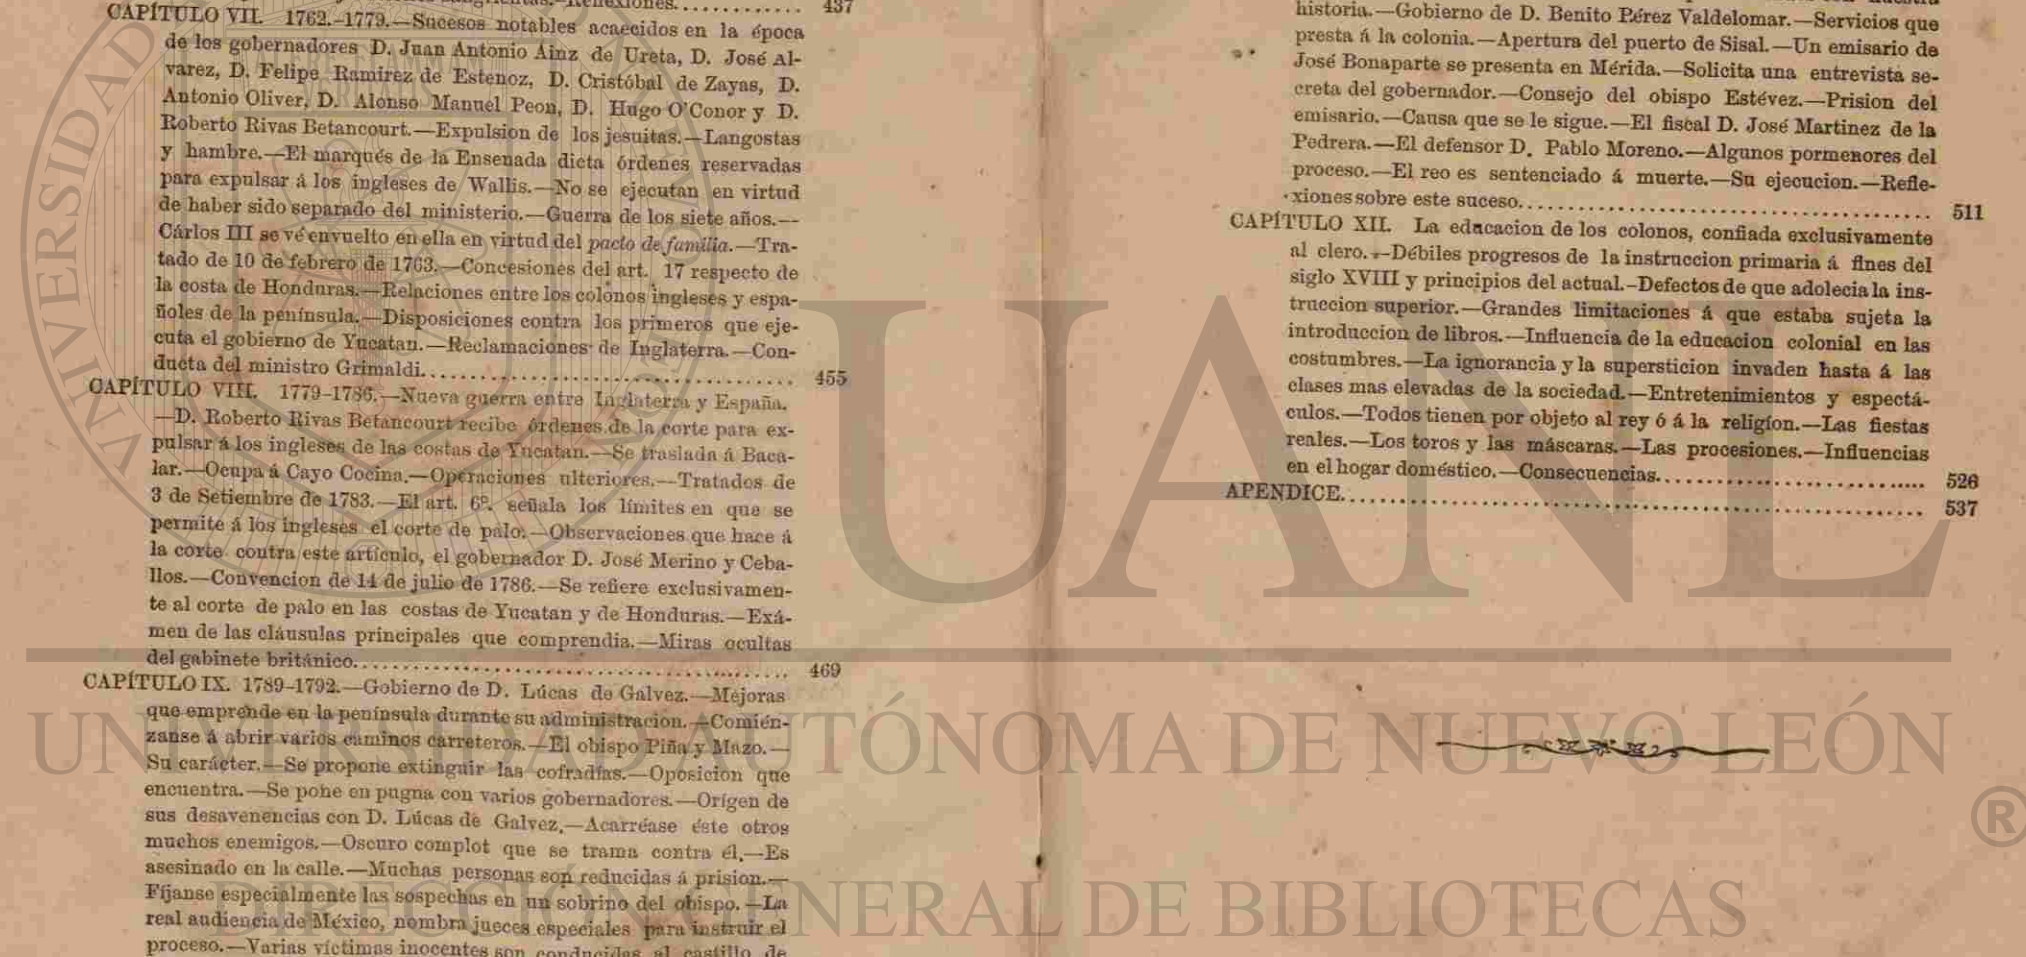 437
CAPÍTULO VII. 1762.-1779.—Sucesos notables acaecidos en la época
de los gobernadores D. Juan Antonio Ainz de Ureta, D. José Al-
varez, D. Felipe Ramirez de Estenoz, D. Cristóbal de Zayas, D.
Antonio Oliver, D. Alonso Manuel Peon, D. Hugo O'Conor y D.
Roberto Rivas Betancourt.—Expulsion de los jesuitas.—Langostas
y hambre.—El marqués de la Ensenada dicta órdenes reservadas
para expulsar á los ingleses de Wallis.—No se ejecutan en virtud
de haber sido separado del ministerio.—Guerra de los siete años.—
Cárlos III se vé envuelto en ella en virtud del pacto de familia.—Tra-
tado de 10 de febrero de 1763.—Concesiones del art. 17 respecto de
la costa de Honduras.—Relaciones entre los colonos ingleses y espa-
ñoles de la península.—Disposiciones contra los primeros que eje-
cuta el gobierno de Yucatan.—Reclamaciones de Inglaterra.—Con-
ducta del ministro Grimaldi.................................... 455
CAPÍTULO VIII. 1779-1786.—Nueva guerra entre Inglaterra y España.
—D. Roberto Rivas Betancourt recibe órdenes de la corte para ex-
pulsar á los ingleses de las costas de Yucatan.—Se traslada á Baca-
lar.—Ocupa á Cayo Cocina.—Operaciones ulteriores.—Tratados de
3 de Setiembre de 1783.—El art. 6º. señala los límites en que se
permite á los ingleses el corte de palo.—Observaciones que hace á
la corte contra este artículo, el gobernador D. José Merino y Ceba-
llos.—Convencion de 14 de julio de 1786.—Se refiere exclusivamen-
te al corte de palo en las costas de Yucatan y de Honduras.—Exá-
men de las cláusulas principales que comprendia.—Miras ocultas
del gabinete británico.......................................... 469
CAPÍTULO IX. 1789-1792.—Gobierno de D. Lúcas de Galvez.—Mejoras
que emprende en la península durante su administracion.—Comién-
zanse á abrir varios caminos carreteros.—El obispo Piña y Mazo.—
Su carácter.—Se propone extinguir las cofradías.—Oposicion que
encuentra.—Se pone en pugna con varios gobernadores.—Orígen de
sus desavenencias con D. Lúcas de Galvez.—Acarréase éste otros
muchos enemigos.—Oscuro complot que se trama contra él.—Es
asesinado en la calle.—Muchas personas son reducidas á prision.—
Fíjanse especialmente las sospechas en un sobrino del obispo.—La
real audiencia de México, nombra jueces especiales para instruir el
proceso.—Varias víctimas inocentes son conducidas al castillo de
historia.—Gobierno de D. Benito Pérez Valdelomar.—Servicios que
presta á la colonia.—Apertura del puerto de Sisal.—Un emisario de
José Bonaparte se presenta en Mérida.—Solicita una entrevista se-
creta del gobernador.—Consejo del obispo Estévez.—Prision del
emisario.—Causa que se le sigue.—El fiscal D. José Martinez de la
Pedrera.—El defensor D. Pablo Moreno.—Algunos pormenores del
proceso.—El reo es sentenciado á muerte.—Su ejecucion.—Refle-
xiones sobre este suceso........................................ 511
CAPÍTULO XII. La educacion de los colonos, confiada exclusivamente
al clero.—Débiles progresos de la instruccion primaria á fines del
siglo XVIII y principios del actual.-Defectos de que adolecia la ins-
truccion superior.—Grandes limitaciones á que estaba sujeta la
introduccion de libros.—Influencia de la educacion colonial en las
costumbres.—La ignorancia y la supersticion invaden hasta á las
clases mas elevadas de la sociedad.—Entretenimientos y espectá-
culos.—Todos tienen por objeto al rey ó á la religíon.—Las fiestas
reales.—Los toros y las máscaras.—Las procesiones.—Influencias
en el hogar doméstico.—Consecuencias............................ 526
APENDICE........................................................ 537
UANL
UNIVERSIDAD AUTÓNOMA DE NUEVO LEÓN
®
DIRECCIÓN GENERAL DE BIBLIOTECAS